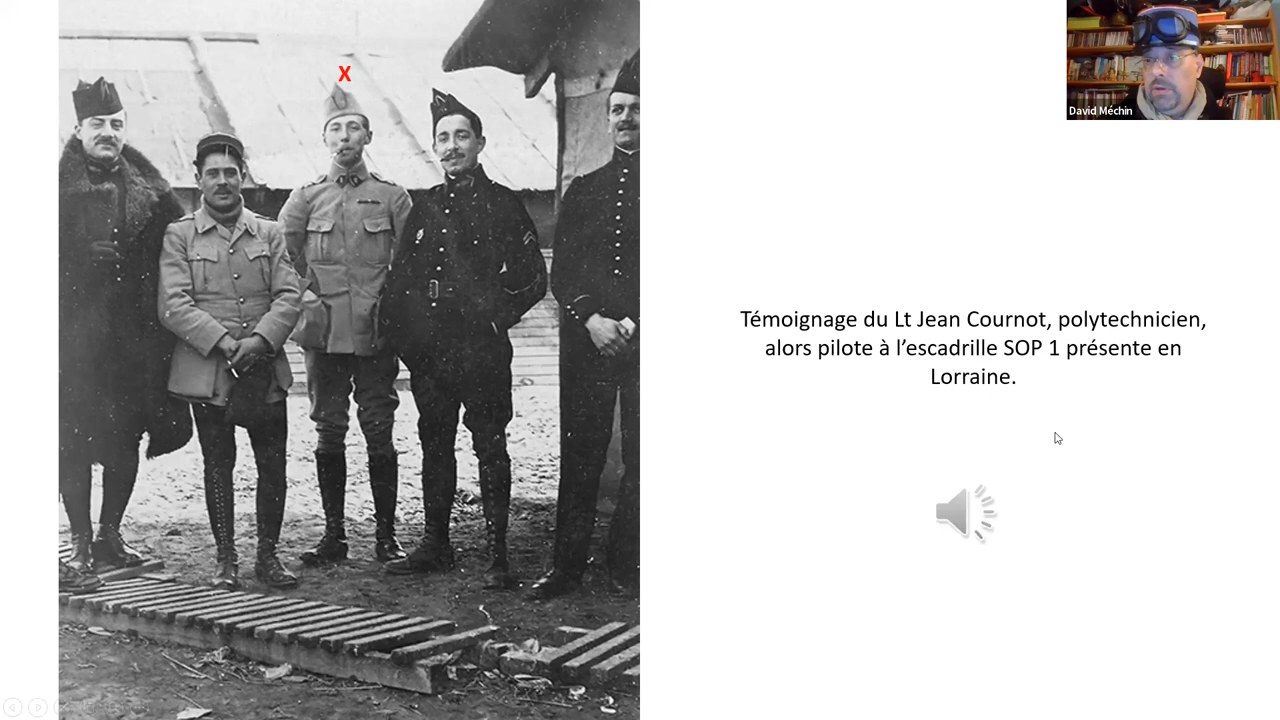 X
David Méchin
Témoignage du Lt Jean Cournot, polytechnicien,
alors pilote à l’escadrille SOP 1 présente en
Lorraine.